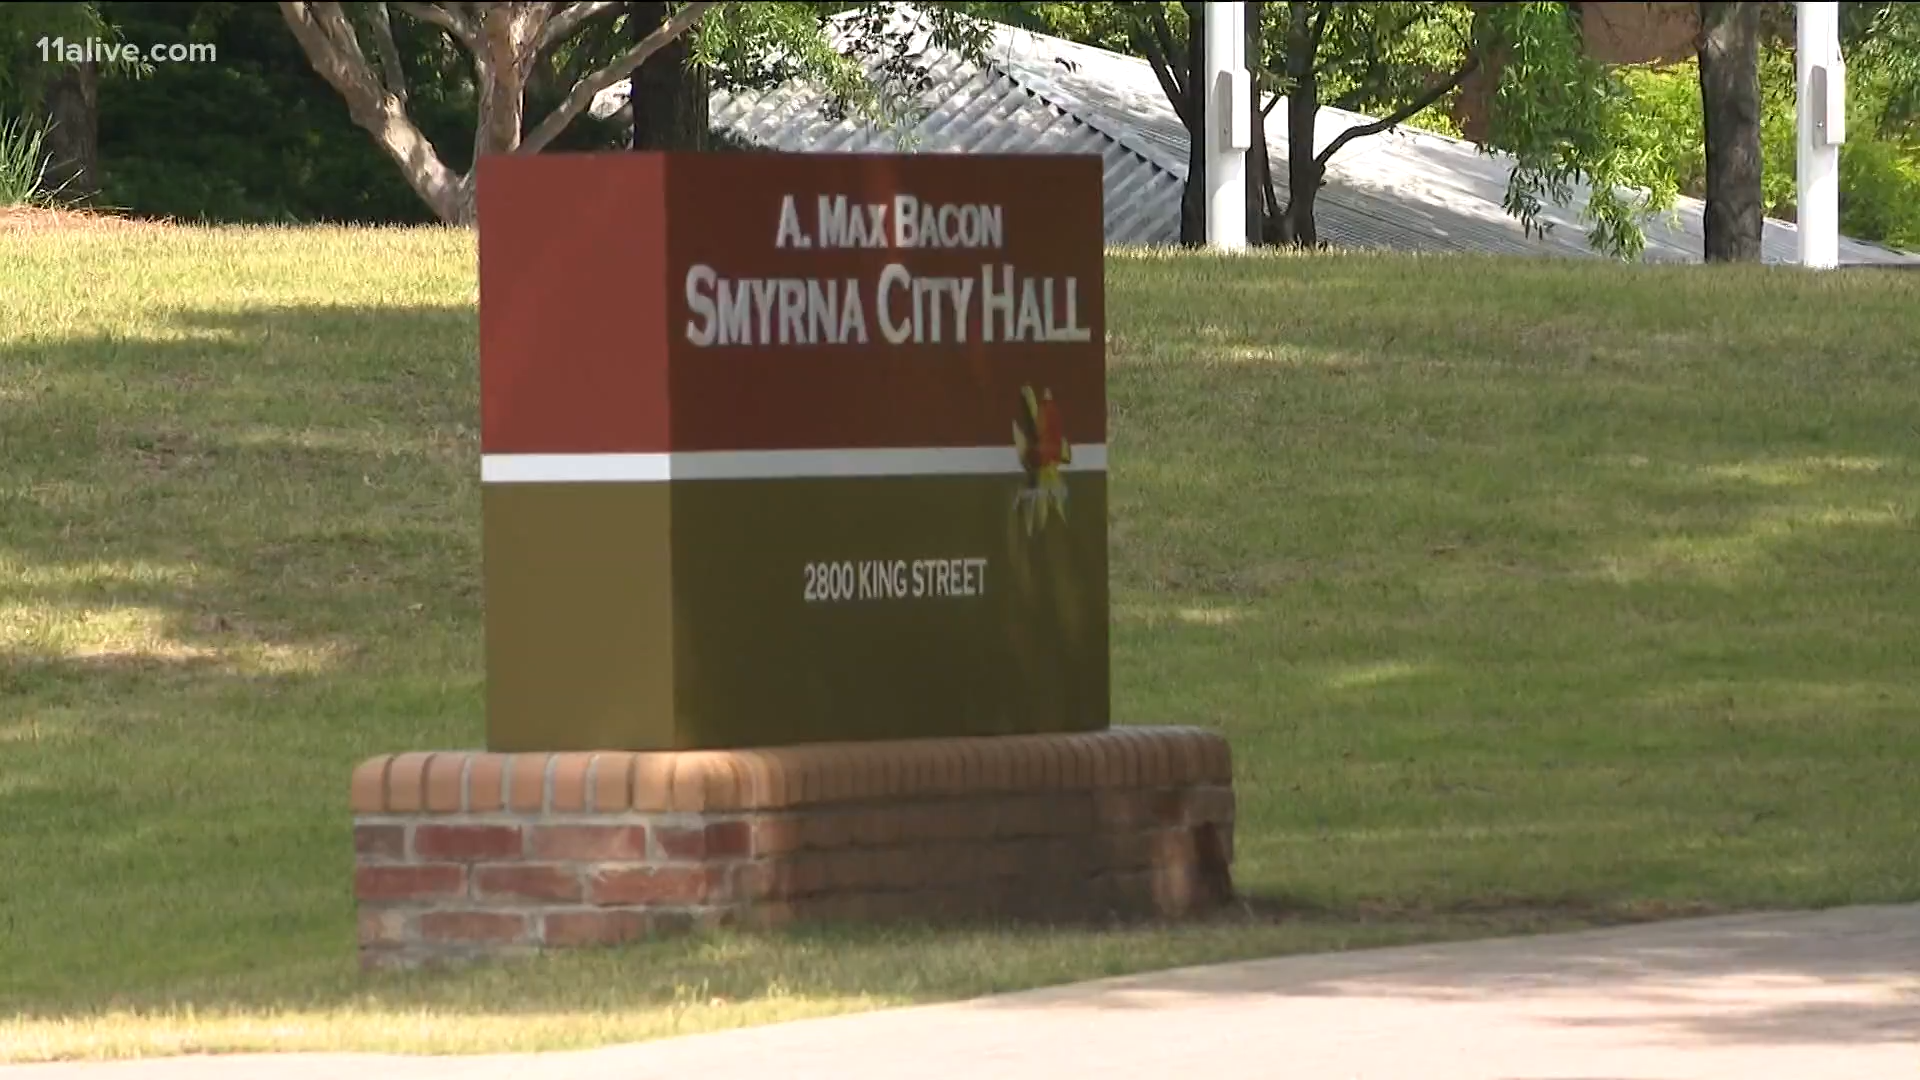 11alive.com
A. MAX BACON
SMYRNA CITY HALL
2800 KING STREET